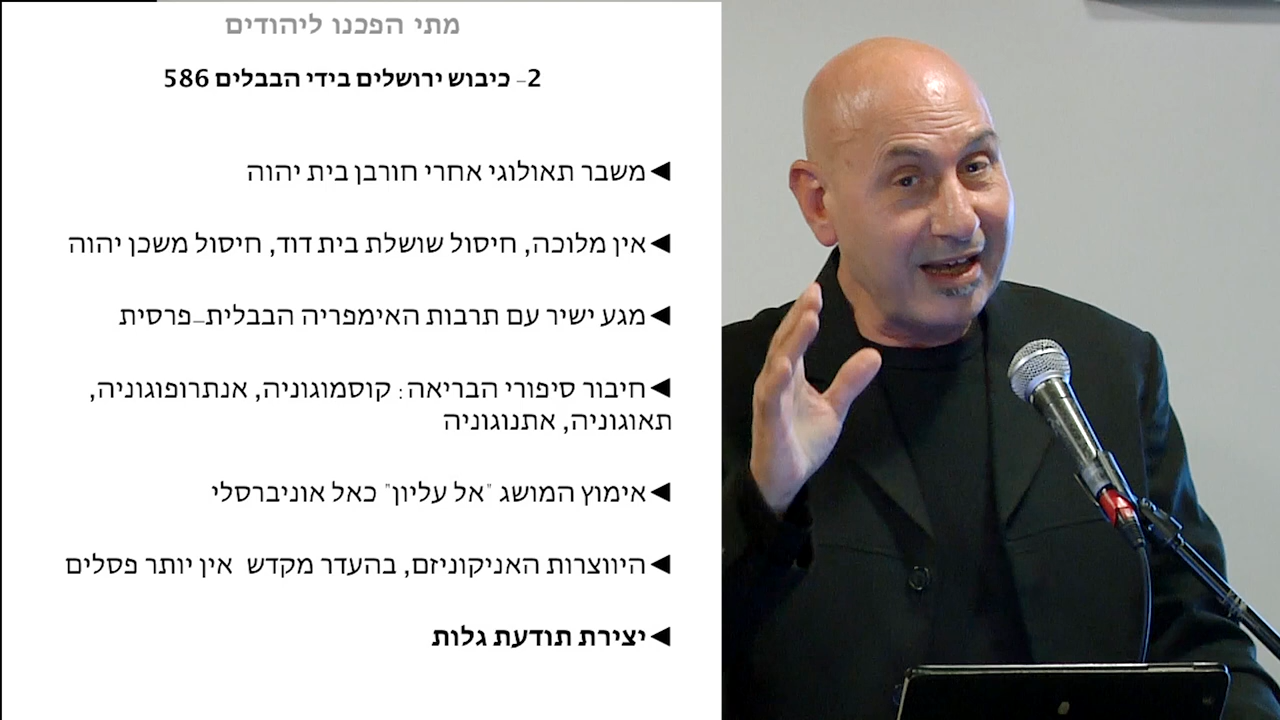 מתי הפכנו ליהודים
2- כיבוש ירושלים בידי הבבלים 586
◀משבר תאולוגי אחרי חורבן בית יהוה
◀אין מלוכה, חיסול שושלת בית דוד, חיסול משכן יהוה
◀מגע ישיר עם תרבות האימפריה הבבלית-פרסית
◀חיבור סיפורי הבריאה: קוסמוגוניה, אנתרופוגוניה,
תאוגוניה, אתנוגוניה
◀אימוץ המושג "אל עליון" כאל אוניברסלי
◀היווצרות האניקוניזם, בהעדר מקדש אין יותר פסלים
◀יצירת תודעת גלות